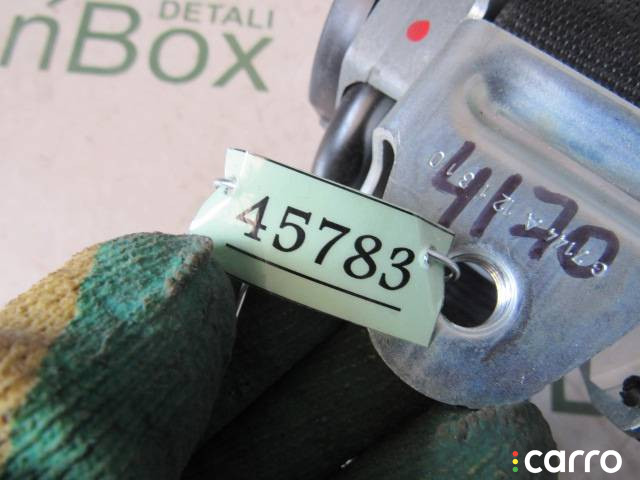 DETALI
nBox
45783
4170
carro